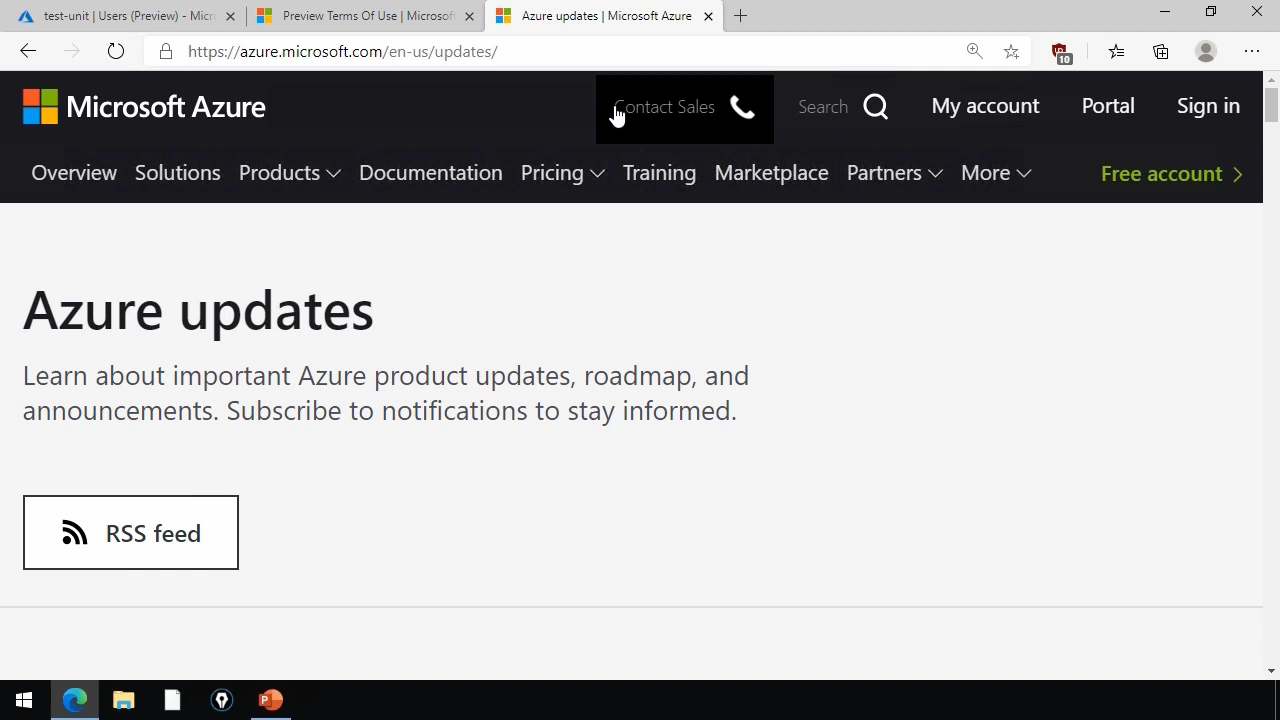 test-unit | Users (Preview) - Micr
Preview Terms Of Use | Microsoft
Azure updates | Microsoft Azure
https://azure.microsoft.com/en-us/updates/
10
Microsoft Azure
Contact Sales
Search
My account
Portal
Sign in
Overview
Solutions
Products
Documentation
Pricing
Training
Marketplace
Partners
More
Free account
Azure updates
Learn about important Azure product updates, roadmap, and
announcements. Subscribe to notifications to stay informed.
RSS feed